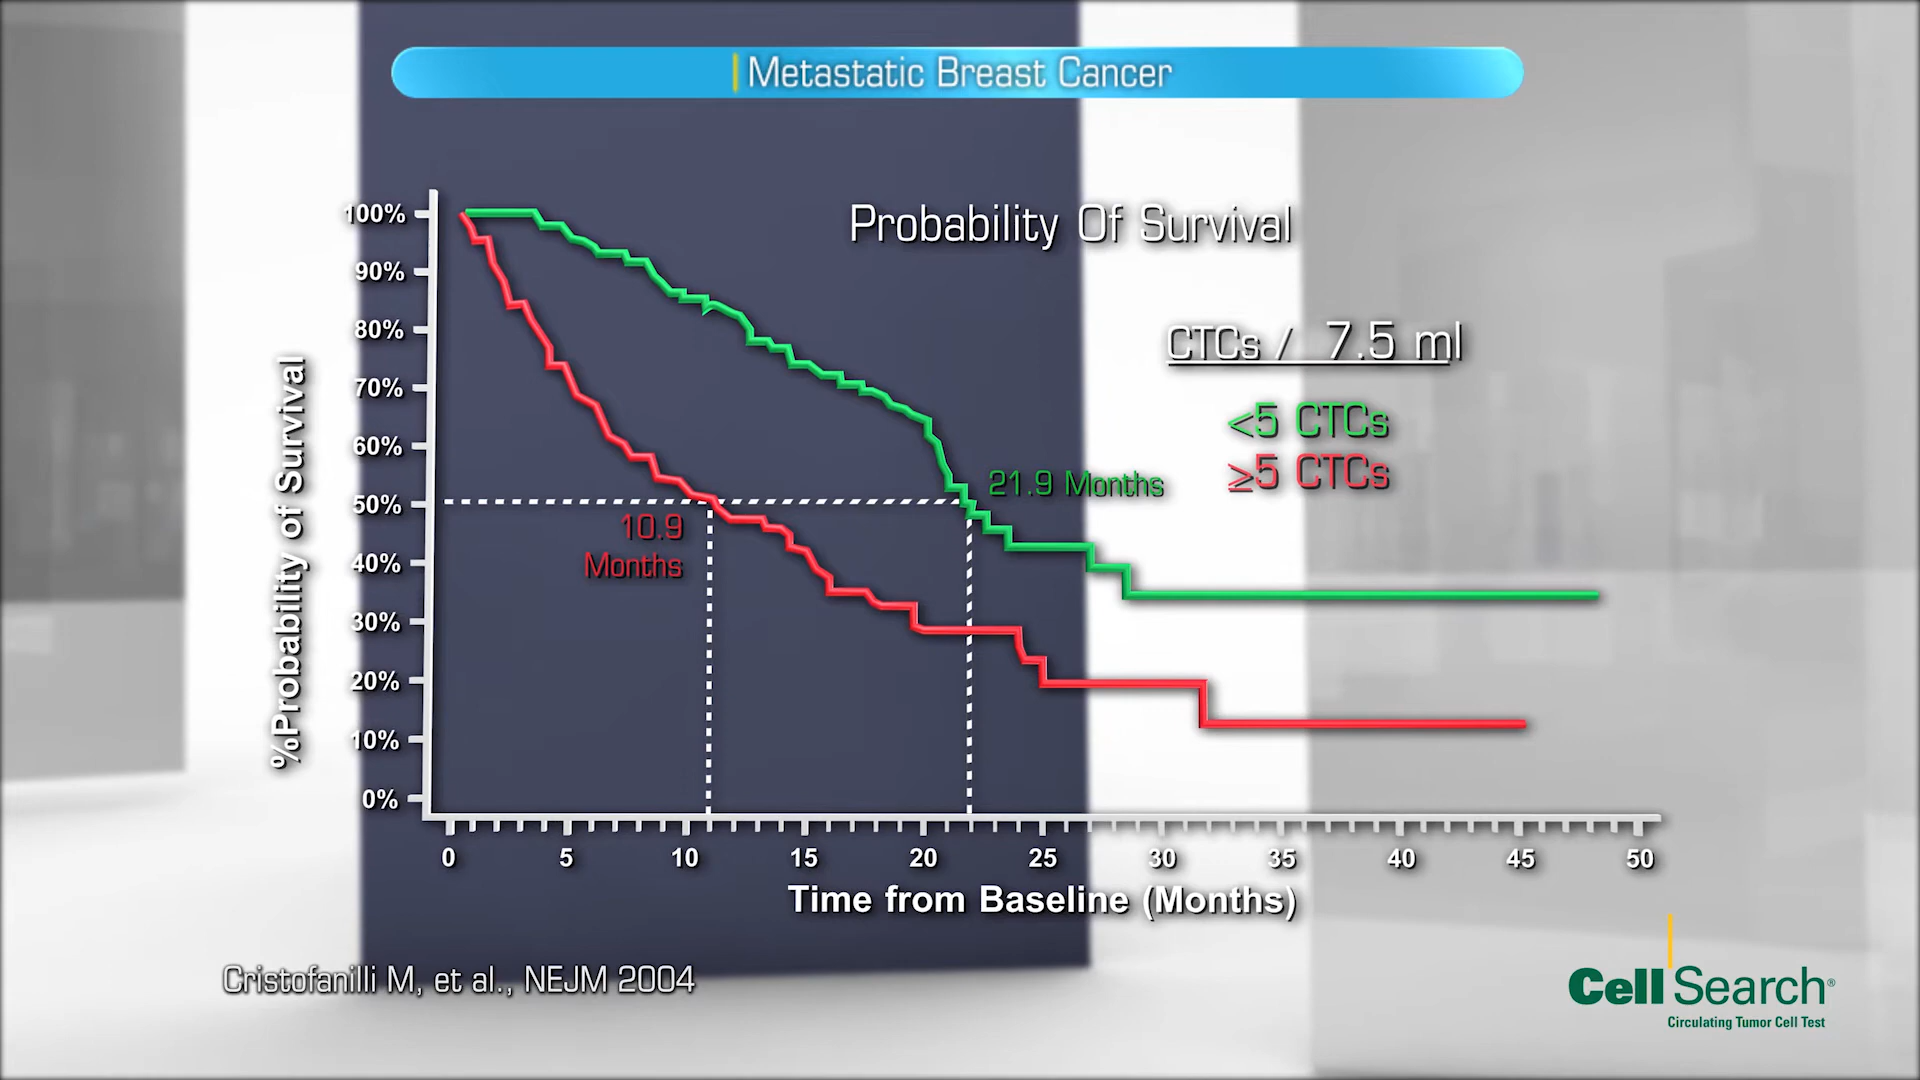 Metastatic Breast Cancer
Probability Of Survival
CTCs / 7.5 ml
<5 CTCs
≥5 CTCs
%Probability of Survival
100%
90%
80%
70%
60%
50%
40%
30%
20%
10%
0%
21.9 Months
10.9
Months
0 5 10 15 20 25 30 35 40 45 50
Time from Baseline (Months)
Cristofanilli M, et al., NEJM 2004
Cell Search®
Circulating Tumor Cell Test